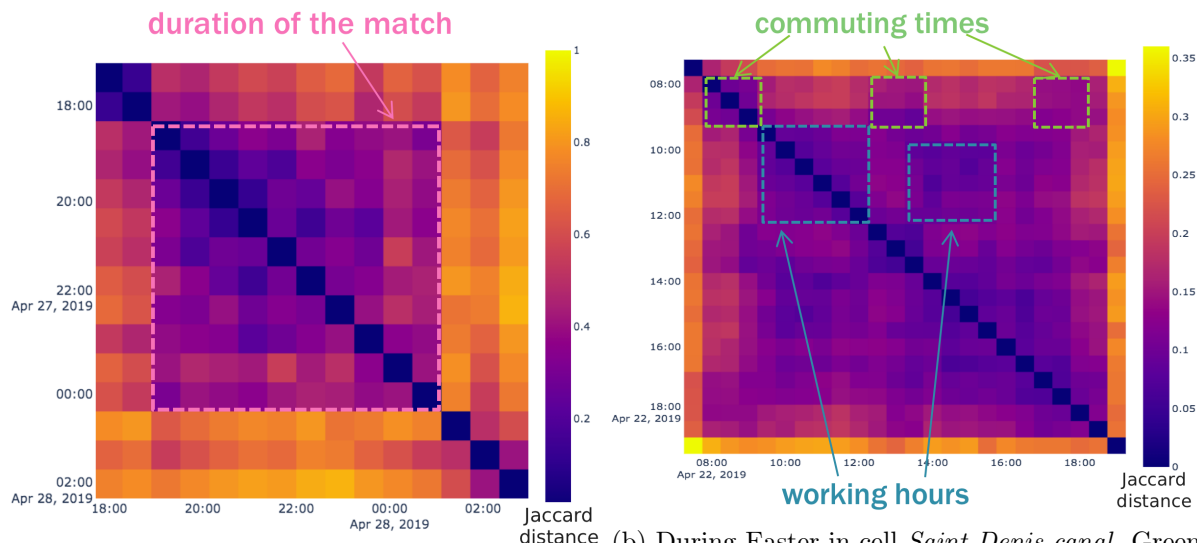 duration of the match
1
18:00
0.8
20:00
0.6
22:00
Apr 27, 2019
0.4
00:00
0.2
02:00
Apr 28, 2019
18:00
20:00
22:00
00:00
02:00
Apr 28, 2019
Jaccard
distance
commuting times
0.35
08:00
0.3
10:00
0.25
12:00
0.2
14:00
0.15
16:00
0.1
18:00
Apr 22, 2019
0.05
0
08:00
10:00
12:00
14:00
16:00
18:00
Apr 22, 2019
working hours
Jaccard
distance
(b) During Easter in cell Saint Denis canal. Green